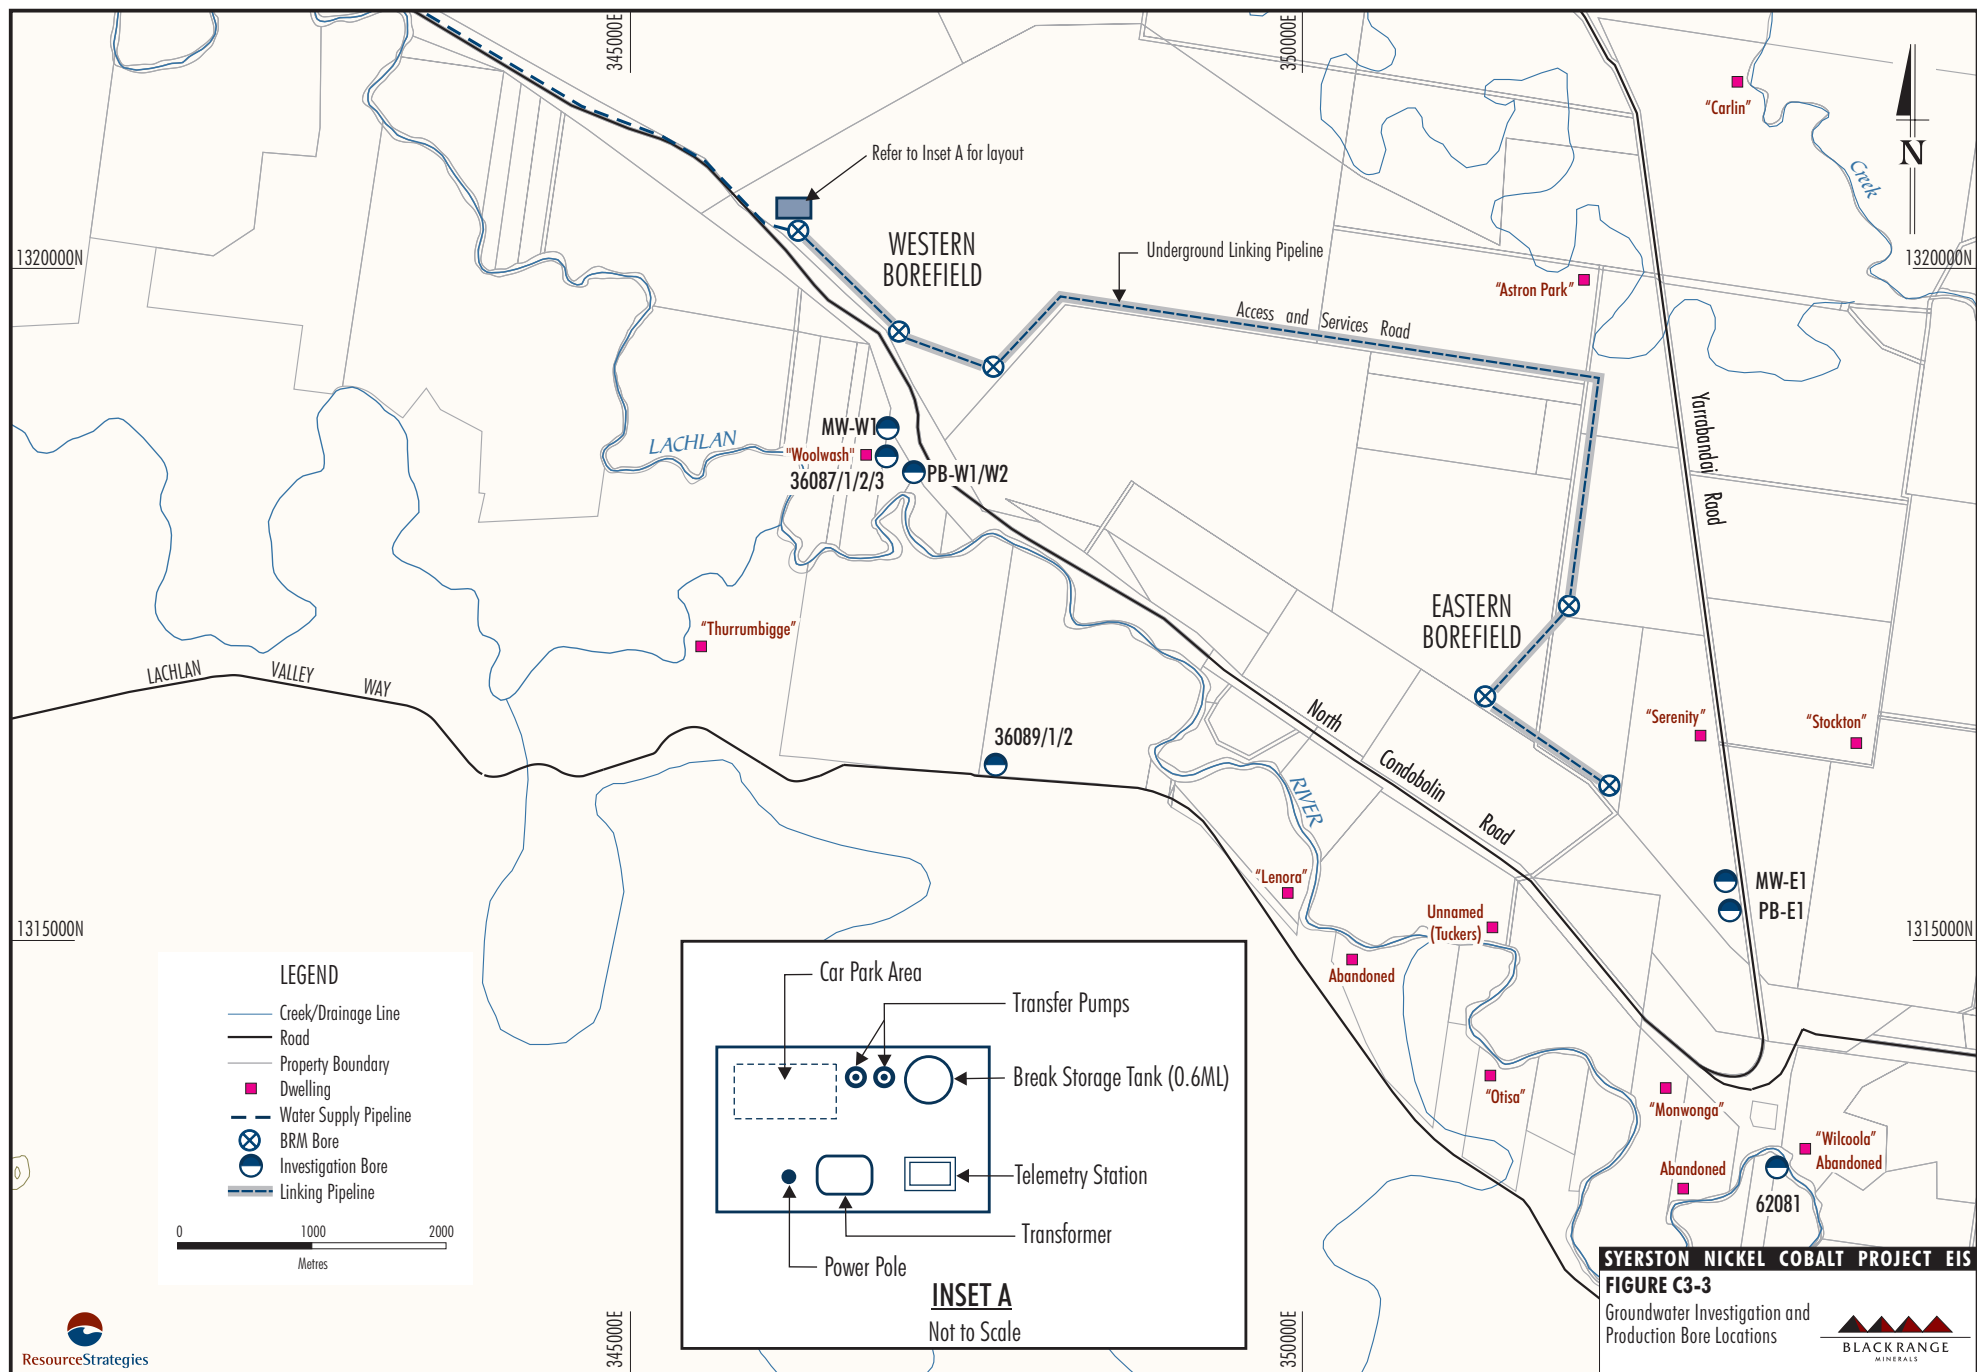 345000E
350000E
"Carlin"
N
Creek
Refer to Inset A for layout
WESTERN
BOREFIELD
Underground Linking Pipeline
1320000N
1320000N
"Astron Park"
Access and Services Road
Yarrabandai Raod
LACHLAN
MW-W1
"Woolwash"
36087/1/2/3
PB-W1/W2
EASTERN
BOREFIELD
"Thurrumbigge"
LACHLAN VALLEY WAY
36089/1/2
North Condobolin Road
"Serenity"
"Stockton"
RIVER
"Lenora"
MW-E1
PB-E1
Unnamed
(Tuckers)
Abandoned
1315000N
1315000N
"Otisa"
"Monwonga"
"Wilcoola"
Abandoned
Abandoned
62081
LEGEND
Creek/Drainage Line
Road
Property Boundary
Dwelling
Water Supply Pipeline
BRM Bore
Investigation Bore
Linking Pipeline
0 1000 2000
Metres
Car Park Area
Transfer Pumps
Break Storage Tank (0.6ML)
Telemetry Station
Transformer
Power Pole
INSET A
Not to Scale
345000E
350000E
ResourceStrategies
SYERSTON NICKEL COBALT PROJECT EIS
FIGURE C3-3
Groundwater Investigation and
Production Bore Locations
BLACK RANGE
MINERALS